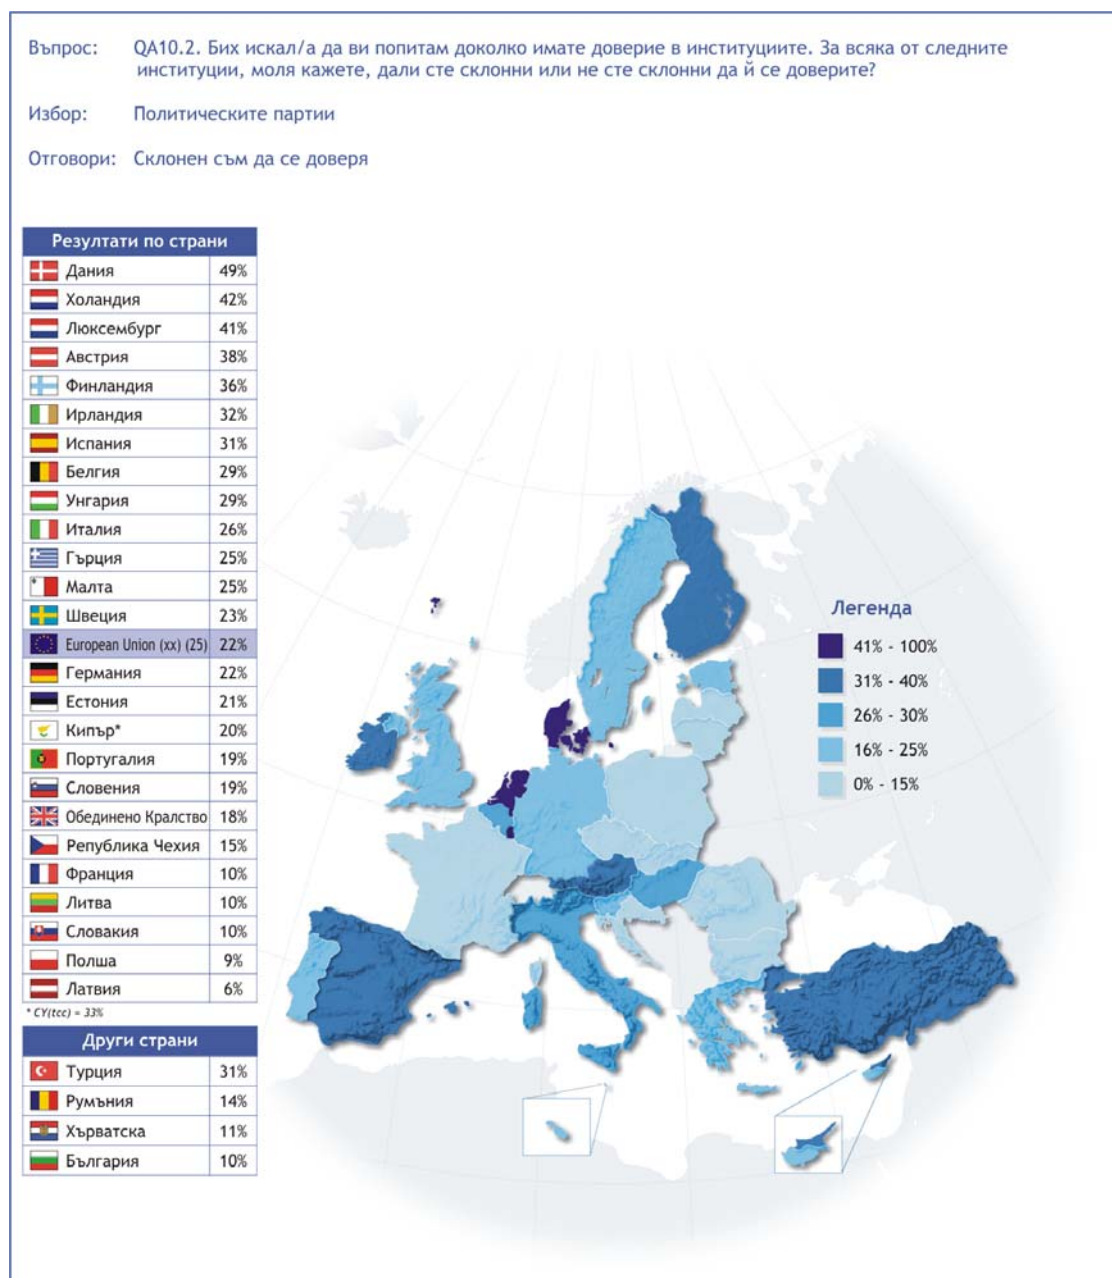 Въпрос: QA10.2. Бих искал/а да ви попитам доколко имате доверие в институциите. За всяка от следните
институции, моля кажете, дали сте склонни или не сте склонни да й се доверите?
Избор: Политическите партии
Отговори: Склонен съм да се доверя
Резултати по страни
Дания 49%
Холандия 42%
Люксембург 41%
Австрия 38%
Финландия 36%
Ирландия 32%
Испания 31%
Белгия 29%
Унгария 29%
Италия 26%
Гърция 25%
Малта 25%
Швеция 23%
European Union (xx) (25) 22%
Германия 22%
Естония 21%
Кипър* 20%
Португалия 19%
Словения 19%
Обединено Кралство 18%
Република Чехия 15%
Франция 10%
Литва 10%
Словакия 10%
Полша 9%
Латвия 6%
* CY(tcc) = 33%
Други страни
Турция 31%
Румъния 14%
Хърватска 11%
България 10%
Легенда
41% - 100%
31% - 40%
26% - 30%
16% - 25%
0% - 15%